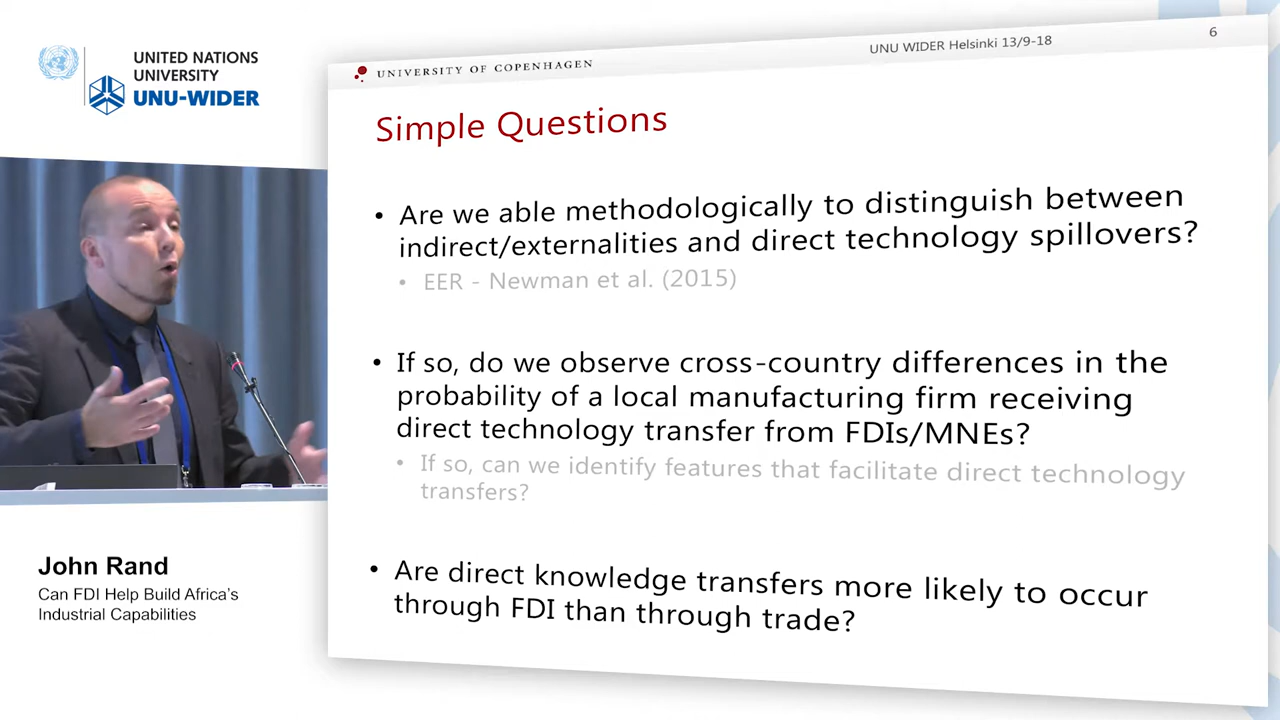 UNITED NATIONS
UNIVERSITY
UNU-WIDER
UNIVERSITY OF COPENHAGEN
UNU WIDER Helsinki 13/9-18
6
Simple Questions
• Are we able methodologically to distinguish between
indirect/externalities and direct technology spillovers?
• EER - Newman et al. (2015)
• If so, do we observe cross-country differences in the
probability of a local manufacturing firm receiving
direct technology transfer from FDIs/MNEs?
• If so, can we identify features that facilitate direct technology
transfers?
• Are direct knowledge transfers more likely to occur
through FDI than through trade?
John Rand
Can FDI Help Build Africa's
Industrial Capabilities